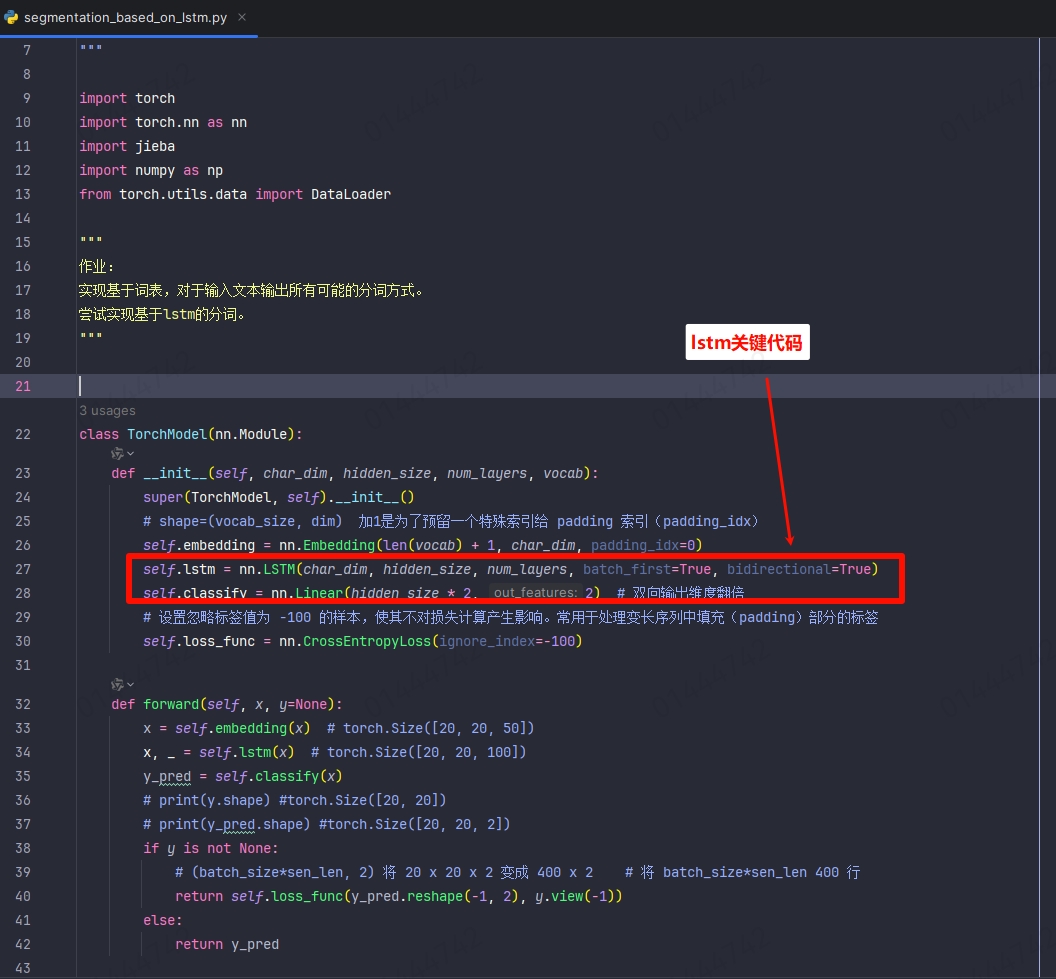 segmentation_based_on_lstm.py ×
7 """
8
9 import torch
10 import torch.nn as nn
11 import jieba
12 import numpy as np
13 from torch.utils.data import DataLoader
14
15 """
16 作业:
17 实现基于词表，对于输入文本输出所有可能的分词方式。
18 尝试实现基于lstm的分词。
19 """
lstm关键代码
20
21
3 usages
22 class TorchModel(nn.Module):
23 def __init__(self, char_dim, hidden_size, num_layers, vocab):
24 super(TorchModel, self).__init__()
25 # shape=(vocab_size, dim)  加1是为了预留一个特殊索引给 padding 索引（padding_idx）
26 self.embedding = nn.Embedding(len(vocab) + 1, char_dim, padding_idx=0)
27 self.lstm = nn.LSTM(char_dim, hidden_size, num_layers, batch_first=True, bidirectional=True)
28 self.classify = nn.Linear(hidden_size * 2, out_features: 2)  # 双向输出维度翻倍
29 # 设置忽略标签值为 -100 的样本，使其不对损失计算产生影响。常用于处理变长序列中填充（padding）部分的标签
30 self.loss_func = nn.CrossEntropyLoss(ignore_index=-100)
31
32 def forward(self, x, y=None):
33 x = self.embedding(x)  # torch.Size([20, 20, 50])
34 x, _ = self.lstm(x)  # torch.Size([20, 20, 100])
35 y_pred = self.classify(x)
36 # print(y.shape) #torch.Size([20, 20])
37 # print(y_pred.shape) #torch.Size([20, 20, 2])
38 if y is not None:
39 # (batch_size*sen_len, 2) 将 20 x 20 x 2 变成 400 x 2    # 将 batch_size*sen_len 400 行
40 return self.loss_func(y_pred.reshape(-1, 2), y.view(-1))
41 else:
42 return y_pred
43